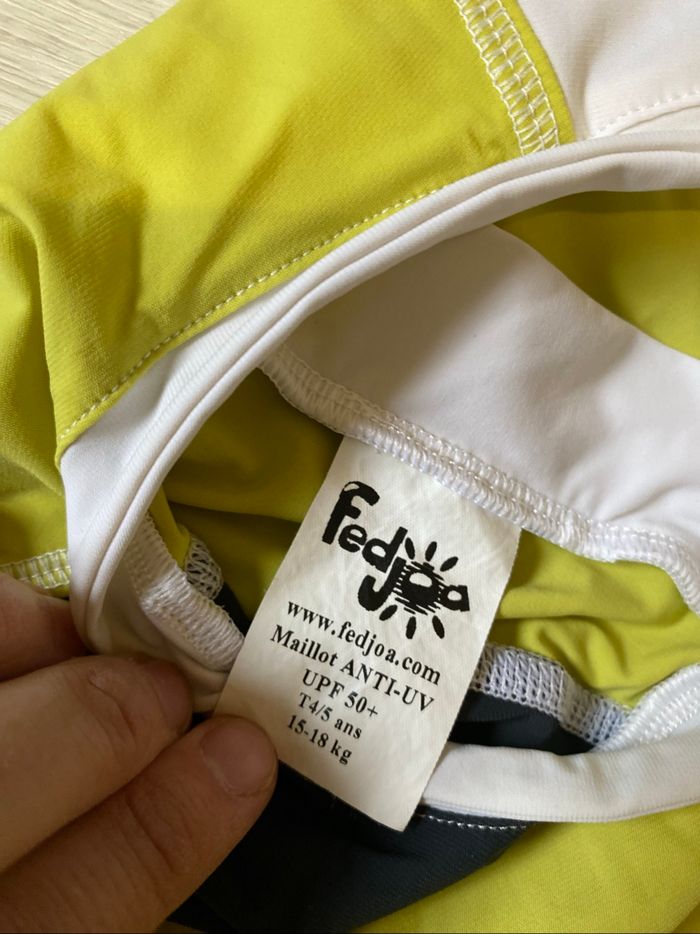 Fedjoa
www.fedjoa.com
Maillot ANTI-UV
UPF 50+
T4/5 ans
15-18 kg